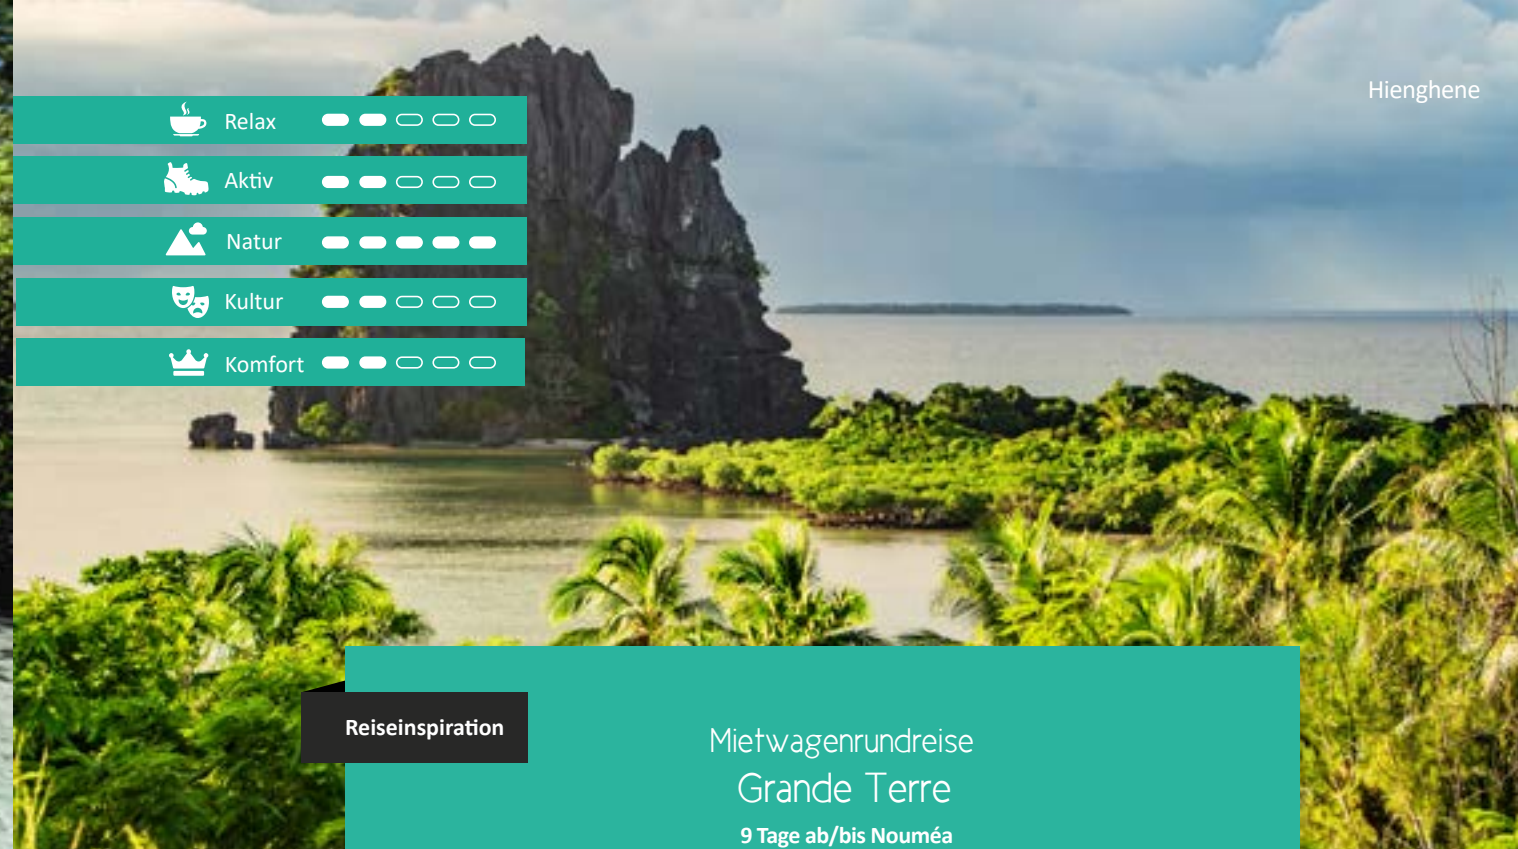 Hienghene
Relax
Aktiv
Natur
Kultur
Komfort
Reiseinspiration
Mietwagenrundreise
Grande Terre
9 Tage ab/bis Nouméa